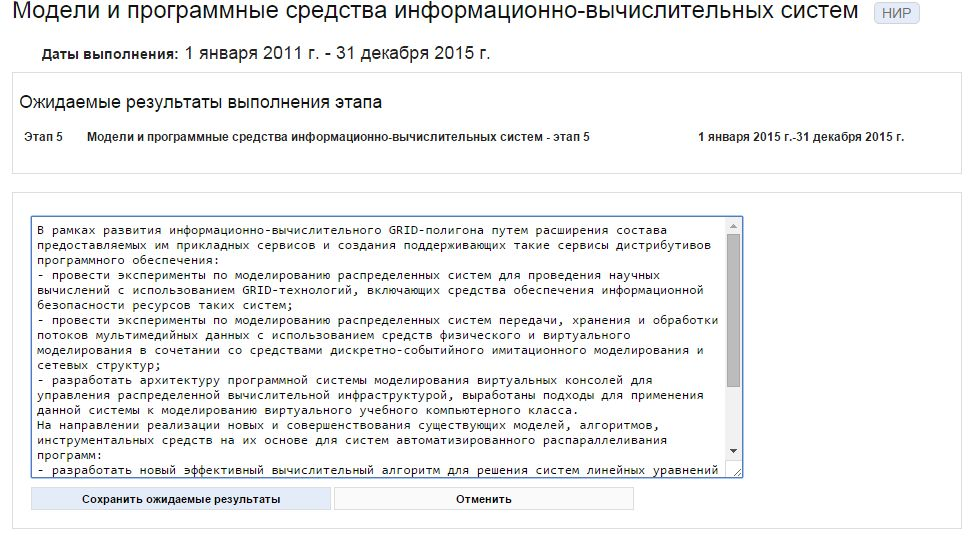 Модели и программные средства информационно-вычислительных систем НИР
Даты выполнения: 1 января 2011 г. - 31 декабря 2015 г.
Ожидаемые результаты выполнения этапа
Этап 5 Модели и программные средства информационно-вычислительных систем - этап 5 1 января 2015 г.-31 декабря 2015 г.
В рамках развития информационно-вычислительного GRID-полигона путем расширения состава
предоставляемых им прикладных сервисов и создания поддерживающих такие сервисы дистрибутивов
программного обеспечения:
- провести эксперименты по моделированию распределенных систем для проведения научных
вычислений с использованием GRID-технологий, включающих средства обеспечения информационной
безопасности ресурсов таких систем;
- провести эксперименты по моделированию распределенных систем передачи, хранения и обработки
потоков мультимедийных данных с использованием средств физического и виртуального
моделирования в сочетании со средствами дискретно-событийного имитационного моделирования и
сетевых структур;
- разработать архитектуру программной системы моделирования виртуальных консолей для
управления распределенной вычислительной инфраструктурой, выработаны подходы для применения
данной системы к моделированию виртуального учебного компьютерного класса.
На направлении реализации новых и совершенствования существующих моделей, алгоритмов,
инструментальных средств на их основе для систем автоматизированного распараллеливания
программ:
- разработать новый эффективный вычислительный алгоритм для решения систем линейных уравнений
Сохранить ожидаемые результаты Отменить